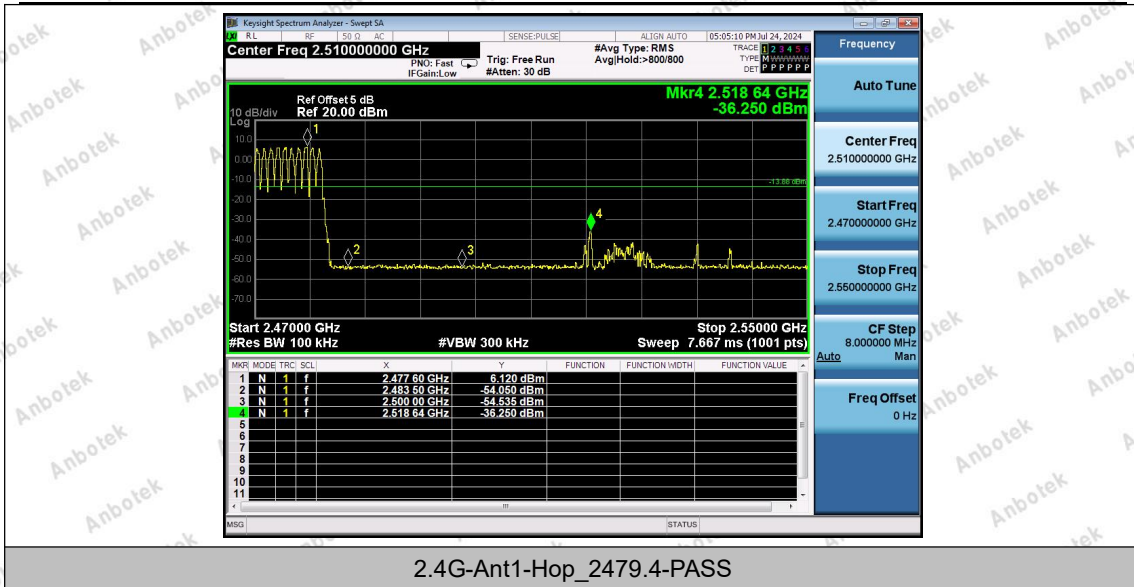 Keysight Spectrum Analyzer - Swept SA
RL RF 50 Ω AC SENSE:PULSE ALIGN AUTO 05:05:10 PM Jul 24, 2024
Center Freq 2.510000000 GHz
PNO: Fast
IFGain:Low
Trig: Free Run
#Atten: 30 dB
#Avg Type: RMS
Avg|Hold:>800/800
TRACE 1 2 3 4 5 6
TYPE M WWWWW
DET P P P P P P
Mkr4 2.518 64 GHz
-36.250 dBm
Ref Offset 5 dB
10 dB/div Ref 20.00 dBm
Log
10.0
0.00
-10.0
-20.0
-30.0
-40.0
-50.0
-60.0
-70.0
1
2
3
4
-13.88 dBm
Start 2.47000 GHz Stop 2.55000 GHz
#Res BW 100 kHz #VBW 300 kHz Sweep 7.667 ms (1001 pts)
MKR MODE TRC SCL X Y FUNCTION FUNCTION WIDTH FUNCTION VALUE
1 N 1 f 2.477 60 GHz 6.120 dBm
2 N 1 f 2.483 50 GHz -54.050 dBm
3 N 1 f 2.500 00 GHz -54.535 dBm
4 N 1 f 2.518 64 GHz -36.250 dBm
5
6
7
8
9
10
11
MSG STATUS
Frequency
Auto Tune
Center Freq
2.510000000 GHz
Start Freq
2.470000000 GHz
Stop Freq
2.550000000 GHz
CF Step
8.000000 MHz
Auto Man
Freq Offset
0 Hz
2.4G-Ant1-Hop_2479.4-PASS
Anbotek